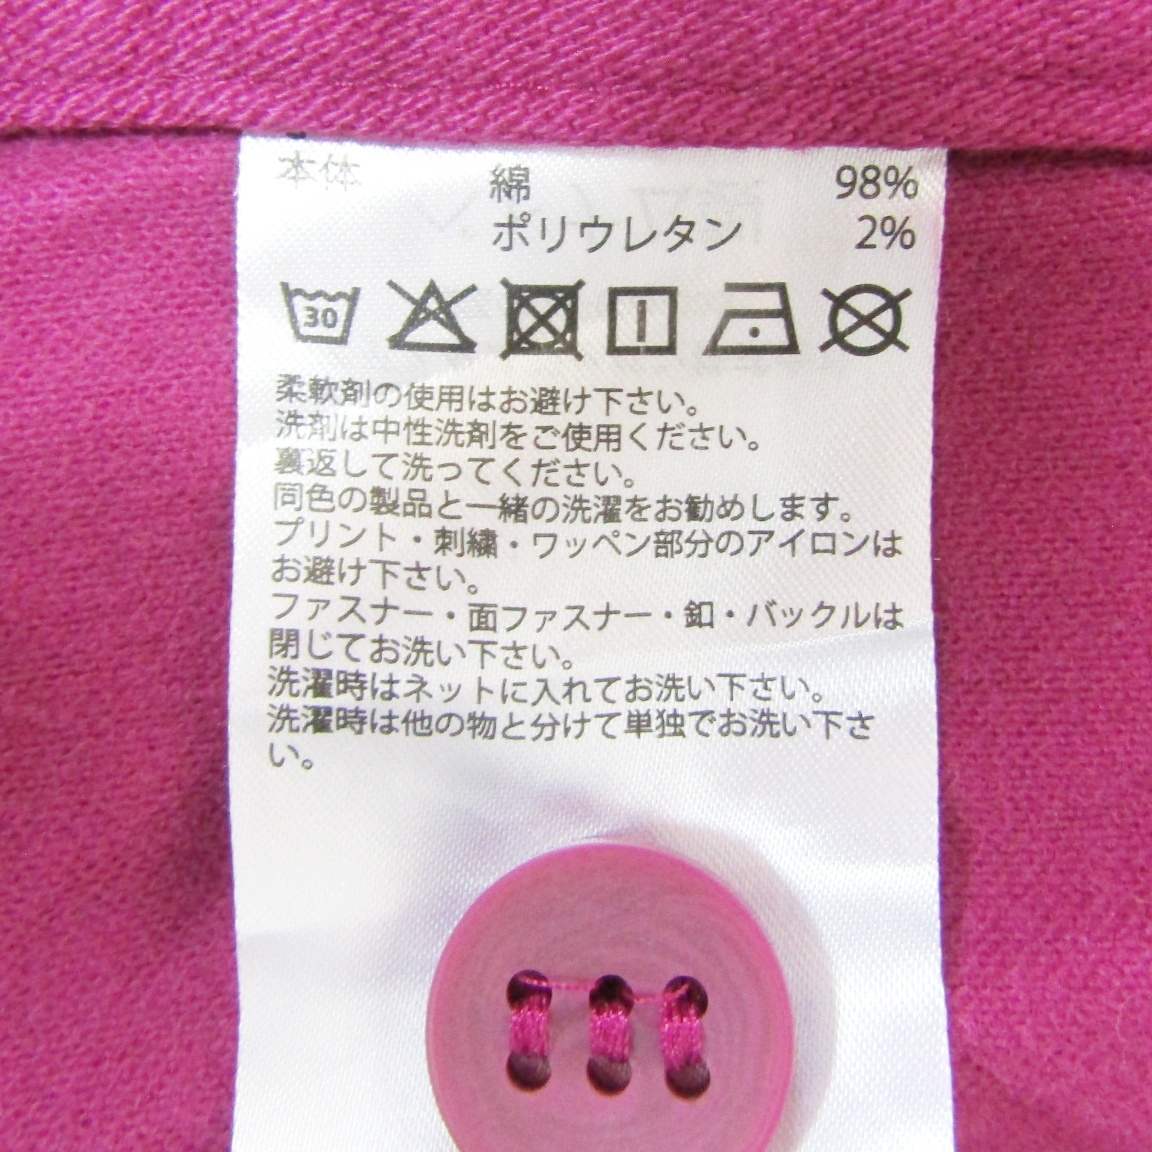 本体 綿 98%
ポリウレタン 2%
30
柔軟剤の使用はお避け下さい。
洗剤は中性洗剤をご使用ください。
裏返して洗ってください。
同色の製品と一緒の洗濯をお勧めします。
プリント・刺繍・ワッペン部分のアイロンは
お避け下さい。
ファスナー・面ファスナー・釦・バックルは
閉じてお洗い下さい。
洗濯時はネットに入れてお洗い下さい。
洗濯時は他の物と分けて単独でお洗い下さ
い。